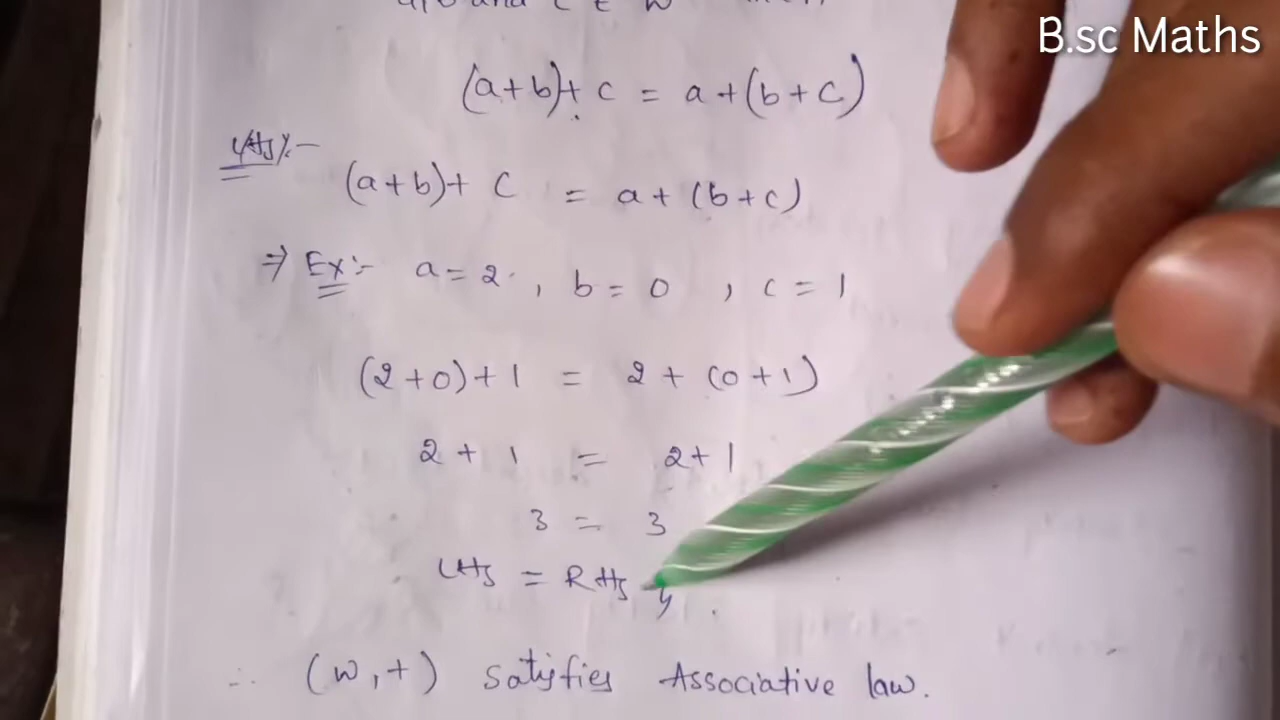 B.sc Maths
(a+b)+ c = a+(b+c)
LHS:-
(a+b)+ c = a+ (b+c)
⇒ Ex:- a=2, b=0, c=1
(2+0)+1 = 2+(0+1)
2+1 = 2+1
3 = 3
LHS = RHS
∴ (W,+) satisfies Associative law.